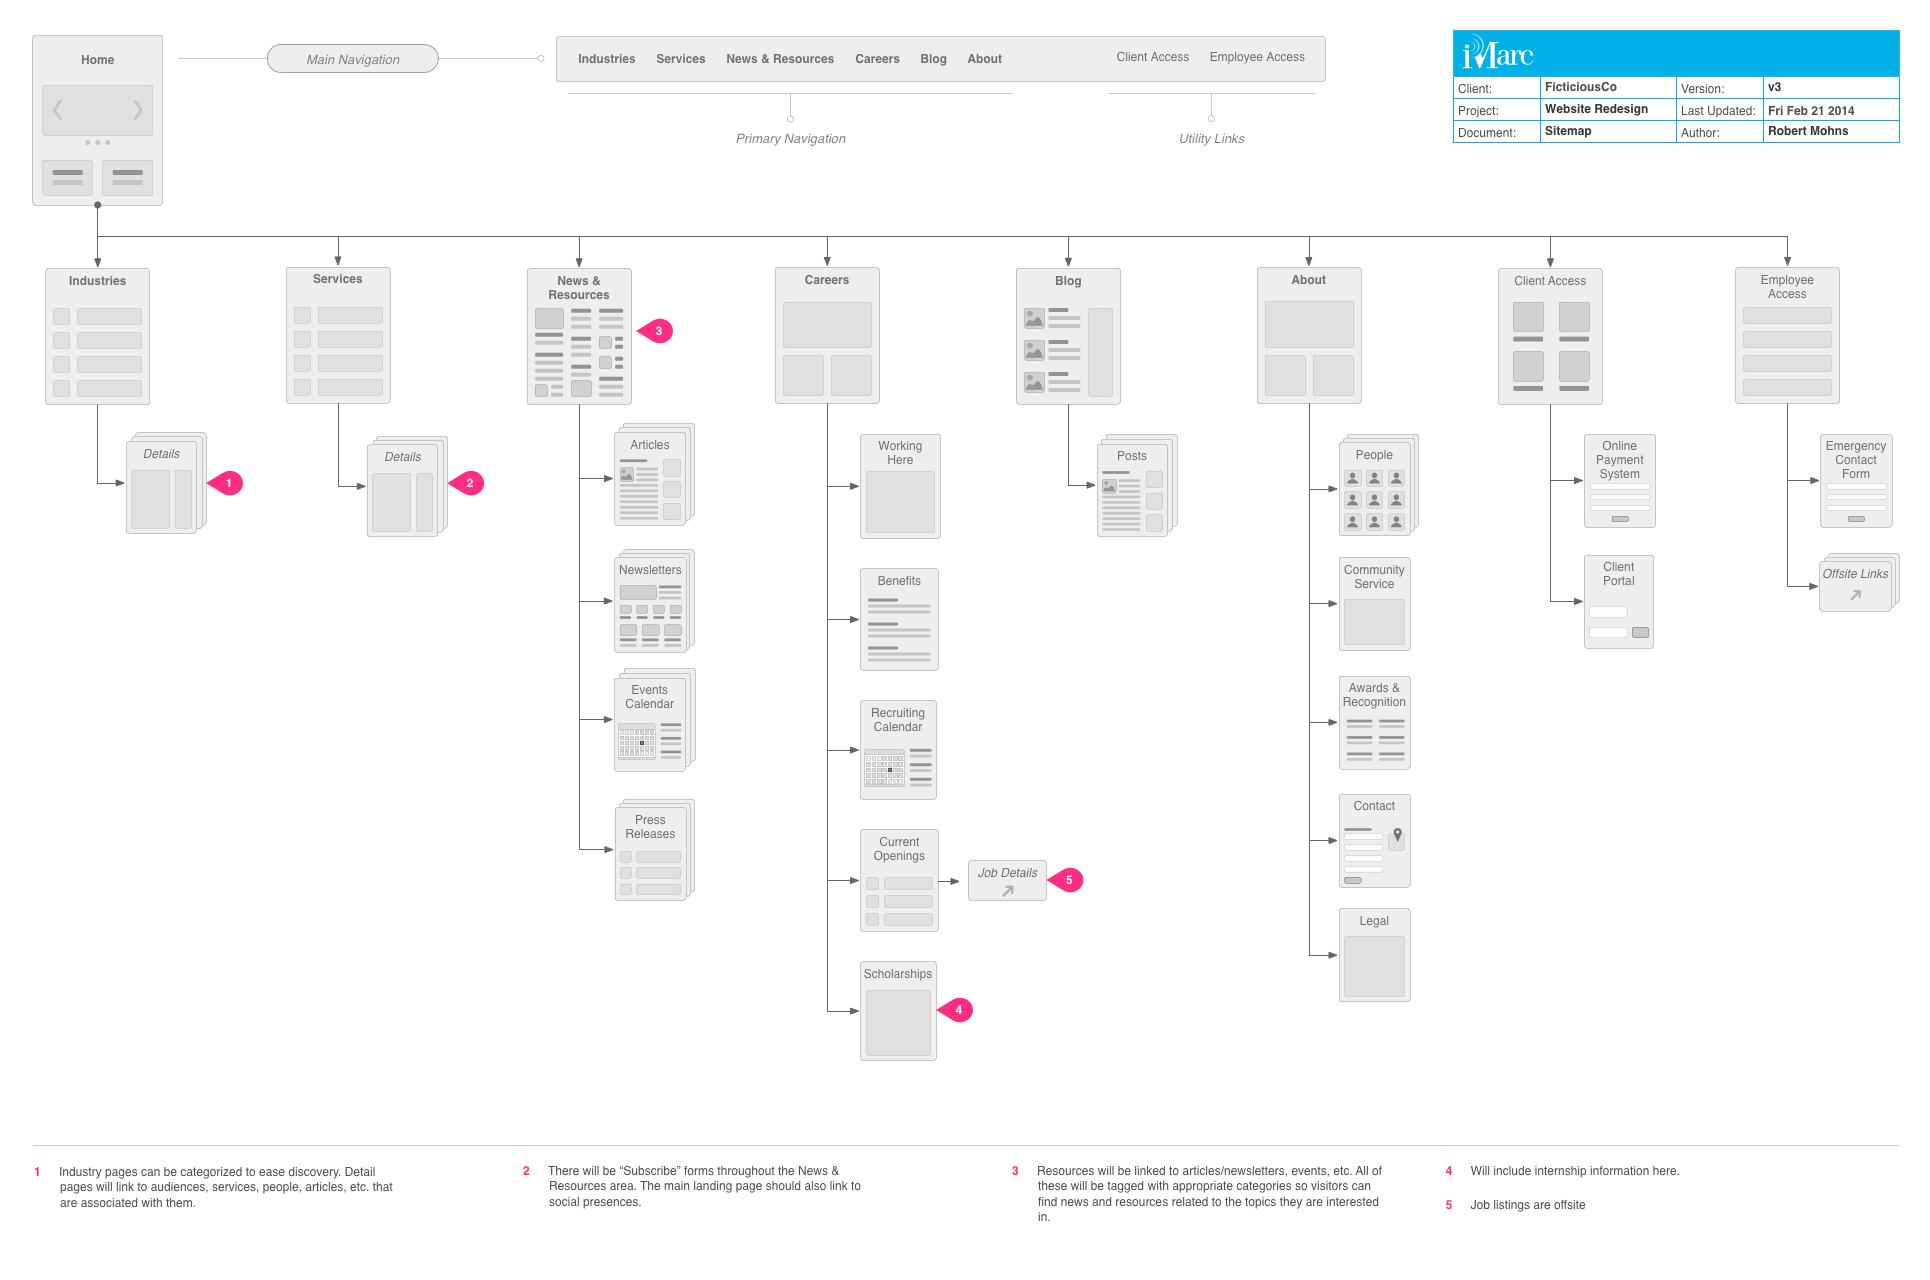 Home
Main Navigation
Industries Services News & Resources Careers Blog About Client Access Employee Access
Primary Navigation
Utility Links
iMarc
Client: FicticiousCo Version: v3
Project: Website Redesign Last Updated: Fri Feb 21 2014
Document: Sitemap Author: Robert Mohns
Industries
Details
1
Services
Details
2
News &
Resources
3
Articles
Newsletters
Events
Calendar
Press
Releases
Careers
Working
Here
Benefits
Recruiting
Calendar
Current
Openings
Job Details
5
Scholarships
4
Blog
Posts
About
People
Community
Service
Awards &
Recognition
Contact
Legal
Client Access
Online
Payment
System
Client
Portal
Employee
Access
Emergency
Contact
Form
Offsite Links
1 Industry pages can be categorized to ease discovery. Detail
pages will link to audiences, services, people, articles, etc. that
are associated with them.
2 There will be “Subscribe” forms throughout the News &
Resources area. The main landing page should also link to
social presences.
3 Resources will be linked to articles/newsletters, events, etc. All of
these will be tagged with appropriate categories so visitors can
find news and resources related to the topics they are interested
in.
4 Will include internship information here.
5 Job listings are offsite